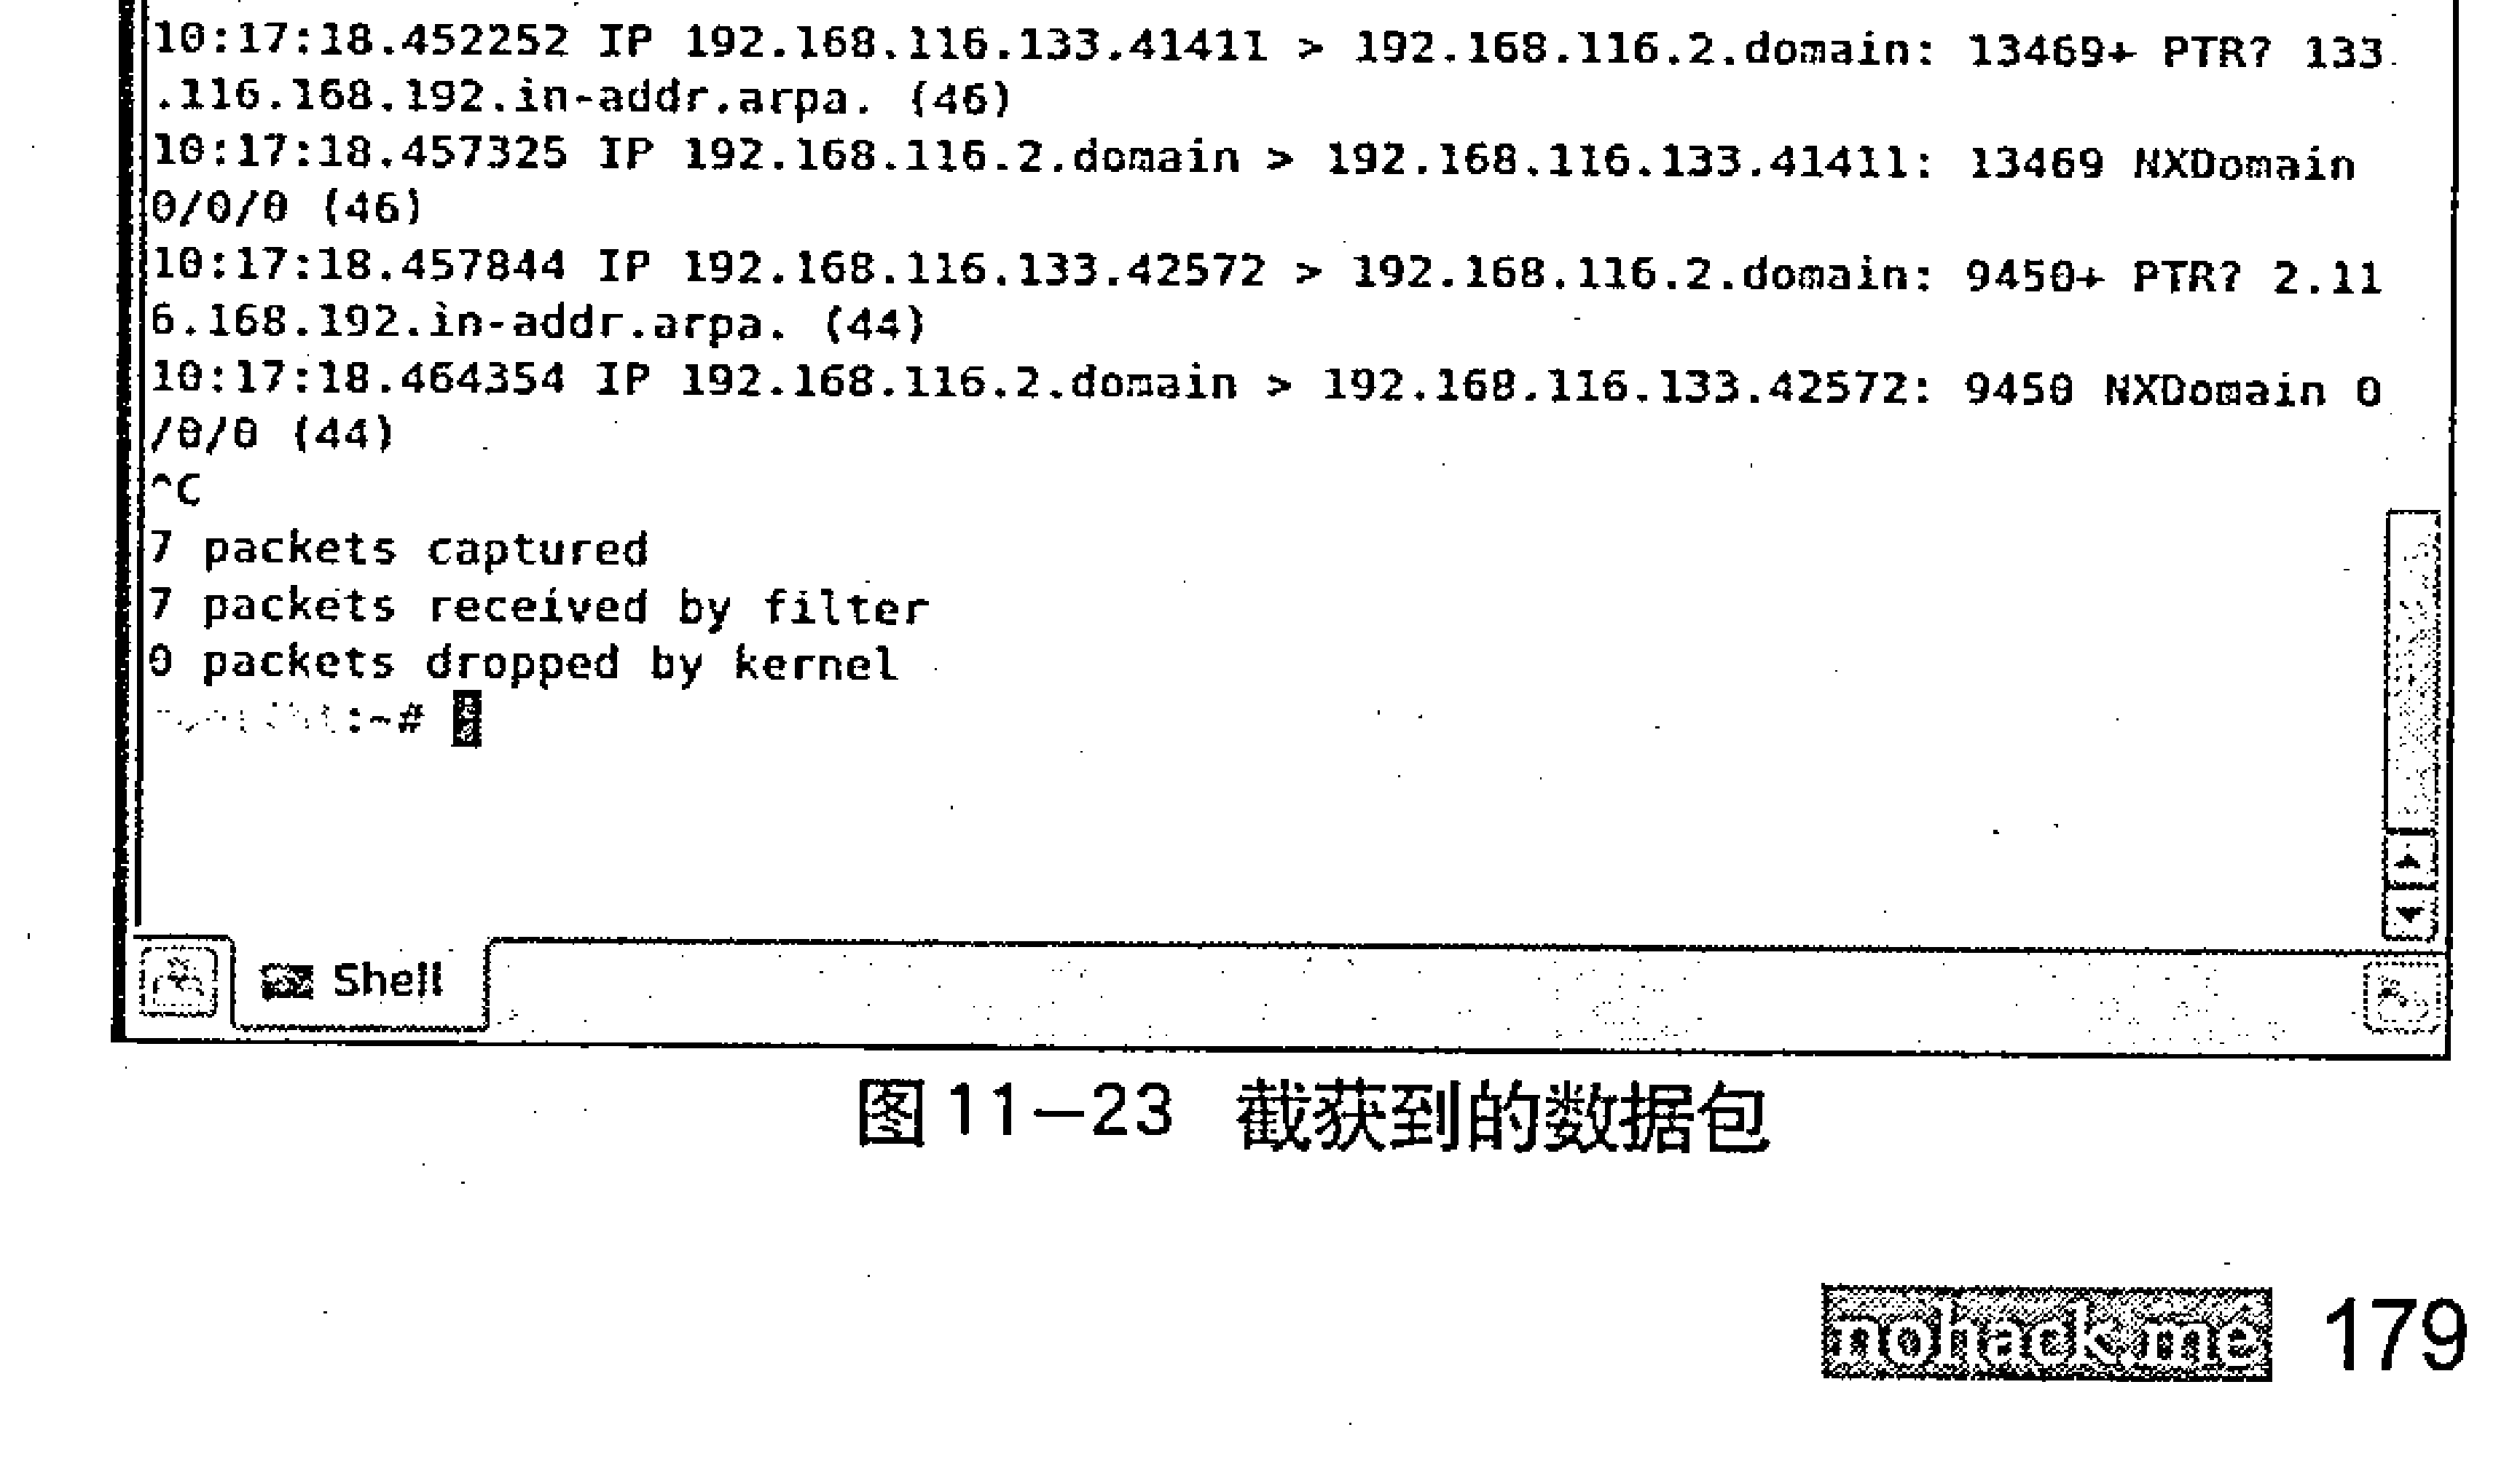 10:17:18.452252 IP 192.168.116.133.41411 > 192.168.116.2.domain: 13469+ PTR? 133
.116.168.192.in-addr.arpa. (46)
10:17:18.457325 IP 192.168.116.2.domain > 192.168.116.133.41411: 13469 NXDomain
0/0/0 (46)
10:17:18.457844 IP 192.168.116.133.42572 > 192.168.116.2.domain: 9450+ PTR? 2.11
6.168.192.in-addr.arpa. (44)
10:17:18.464354 IP 192.168.116.2.domain > 192.168.116.133.42572: 9450 NXDomain 0
/0/0 (44)
^C
7 packets captured
7 packets received by filter
0 packets dropped by kernel
:~#
Shell
图11-23 截获到的数据包
nohack.me 179